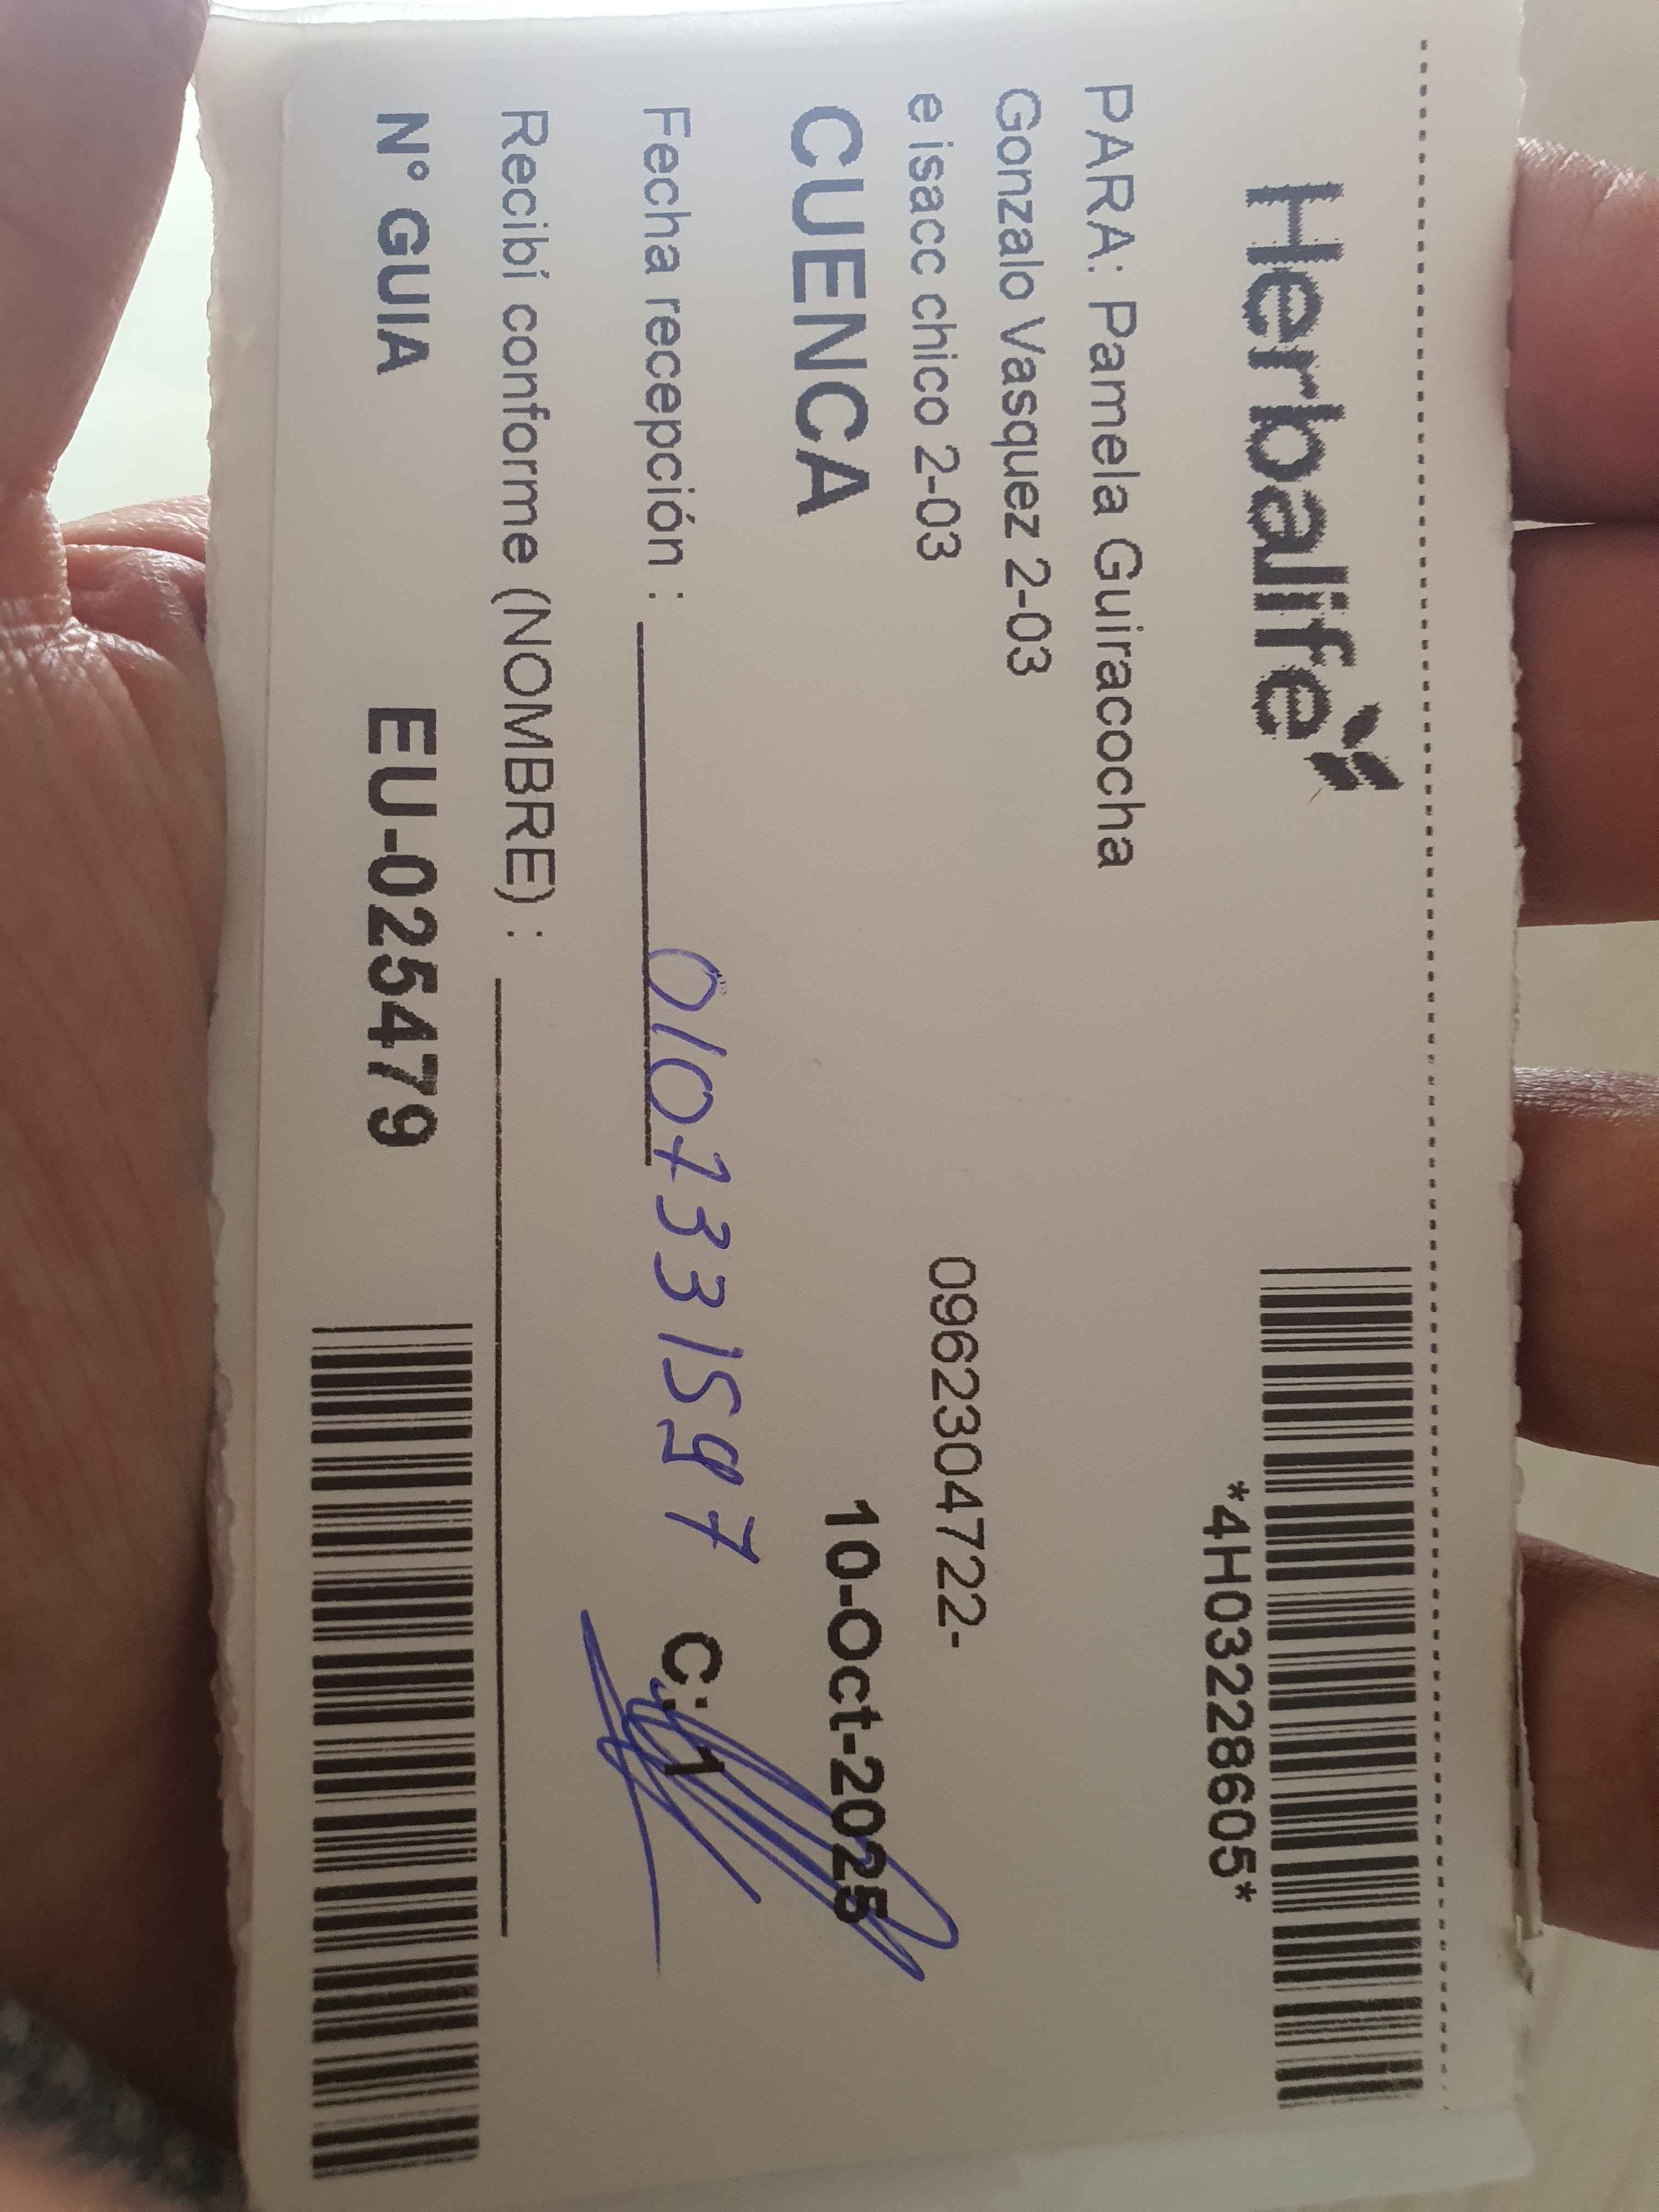 Herbalife
*4H03228605*
PARA: Pamela Guiracocha
Gonzalo Vasquez 2-03
e isacc chico 2-03
0962304722-
CUENCA
10-Oct-2025
Fecha recepción : 0107331597 C: 1
Recibí conforme (NOMBRE) :
N° GUIA EU-025479